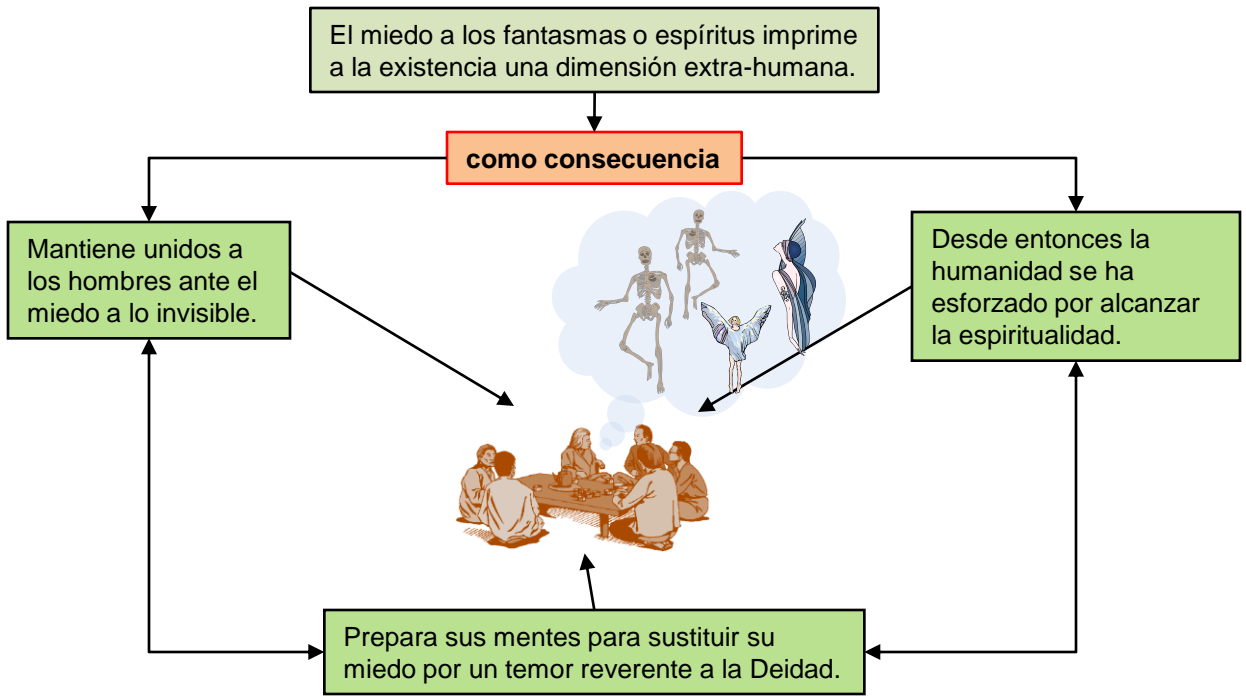 El miedo a los fantasmas o espíritus imprime
a la existencia una dimensión extra-humana.
como consecuencia
Mantiene unidos a
los hombres ante el
miedo a lo invisible.
Desde entonces la
humanidad se ha
esforzado por alcanzar
la espiritualidad.
Prepara sus mentes para sustituir su
miedo por un temor reverente a la Deidad.